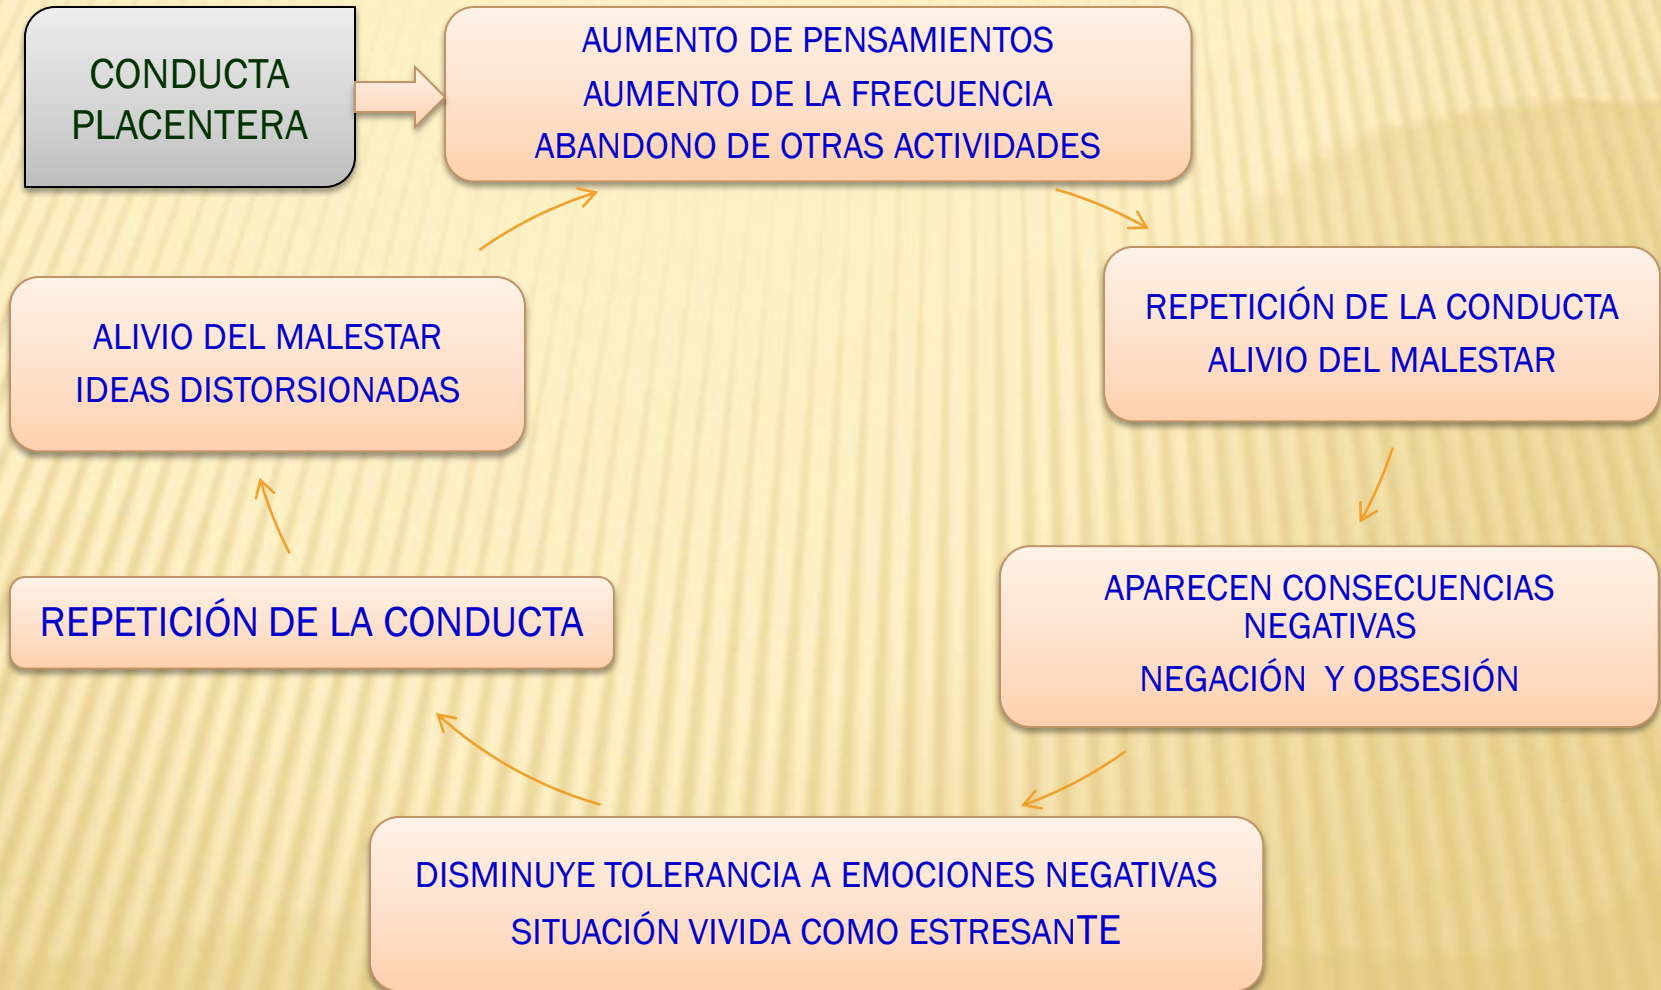 CONDUCTA
PLACENTERA
AUMENTO DE PENSAMIENTOS
AUMENTO DE LA FRECUENCIA
ABANDONO DE OTRAS ACTIVIDADES
REPETICIÓN DE LA CONDUCTA
ALIVIO DEL MALESTAR
APARECEN CONSECUENCIAS
NEGATIVAS
NEGACIÓN Y OBSESIÓN
DISMINUYE TOLERANCIA A EMOCIONES NEGATIVAS
SITUACIÓN VIVIDA COMO ESTRESANTE
REPETICIÓN DE LA CONDUCTA
ALIVIO DEL MALESTAR
IDEAS DISTORSIONADAS